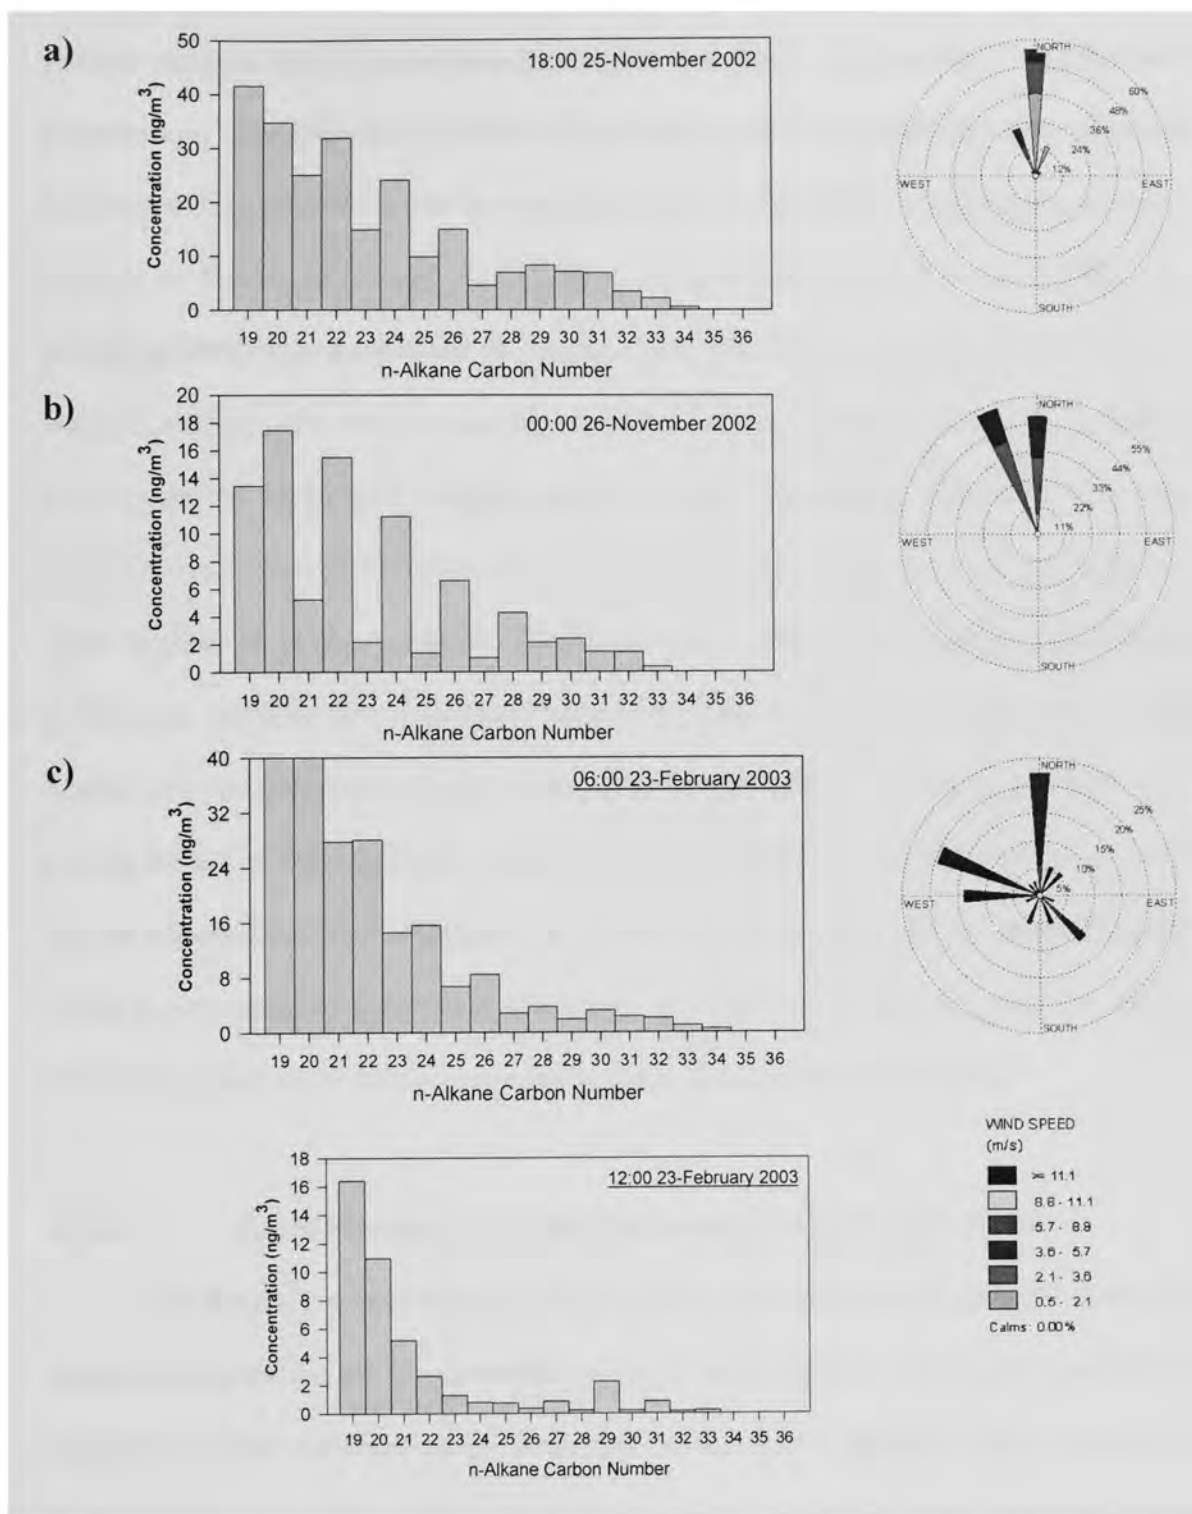 a)
18:00 25-November 2002
Concentration (ng/m³)
50
40
30
20
10
0
19 20 21 22 23 24 25 26 27 28 29 30 31 32 33 34 35 36
n-Alkane Carbon Number
NORTH
60%
48%
36%
24%
12%
WEST
EAST
SOUTH
b)
00:00 26-November 2002
Concentration (ng/m³)
20
18
16
14
12
10
8
6
4
2
0
19 20 21 22 23 24 25 26 27 28 29 30 31 32 33 34 35 36
n-Alkane Carbon Number
NORTH
55%
44%
33%
22%
11%
WEST
EAST
SOUTH
c)
06:00 23-February 2003
Concentration (ng/m³)
40
32
24
16
8
0
19 20 21 22 23 24 25 26 27 28 29 30 31 32 33 34 35 36
n-Alkane Carbon Number
NORTH
25%
20%
15%
10%
5%
WEST
EAST
SOUTH
12:00 23-February 2003
Concentration (ng/m³)
18
16
14
12
10
8
6
4
2
0
19 20 21 22 23 24 25 26 27 28 29 30 31 32 33 34 35 36
n-Alkane Carbon Number
WIND SPEED
(m/s)
>= 11.1
8.8 - 11.1
5.7 - 8.8
3.6 - 5.7
2.1 - 3.6
0.5 - 2.1
Calms: 0.00%